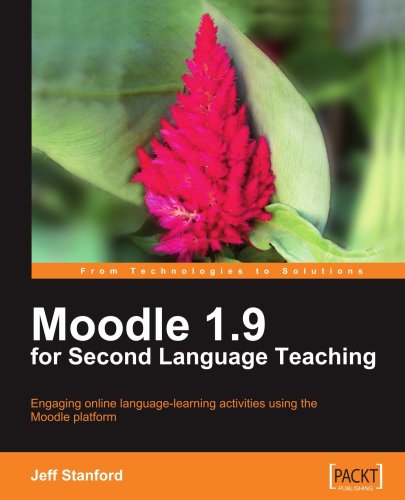 From Technologies to Solutions
Moodle 1.9
for Second Language Teaching
Engaging online language-learning activities using the
Moodle platform
Jeff Stanford
PACKT
PUBLISHING